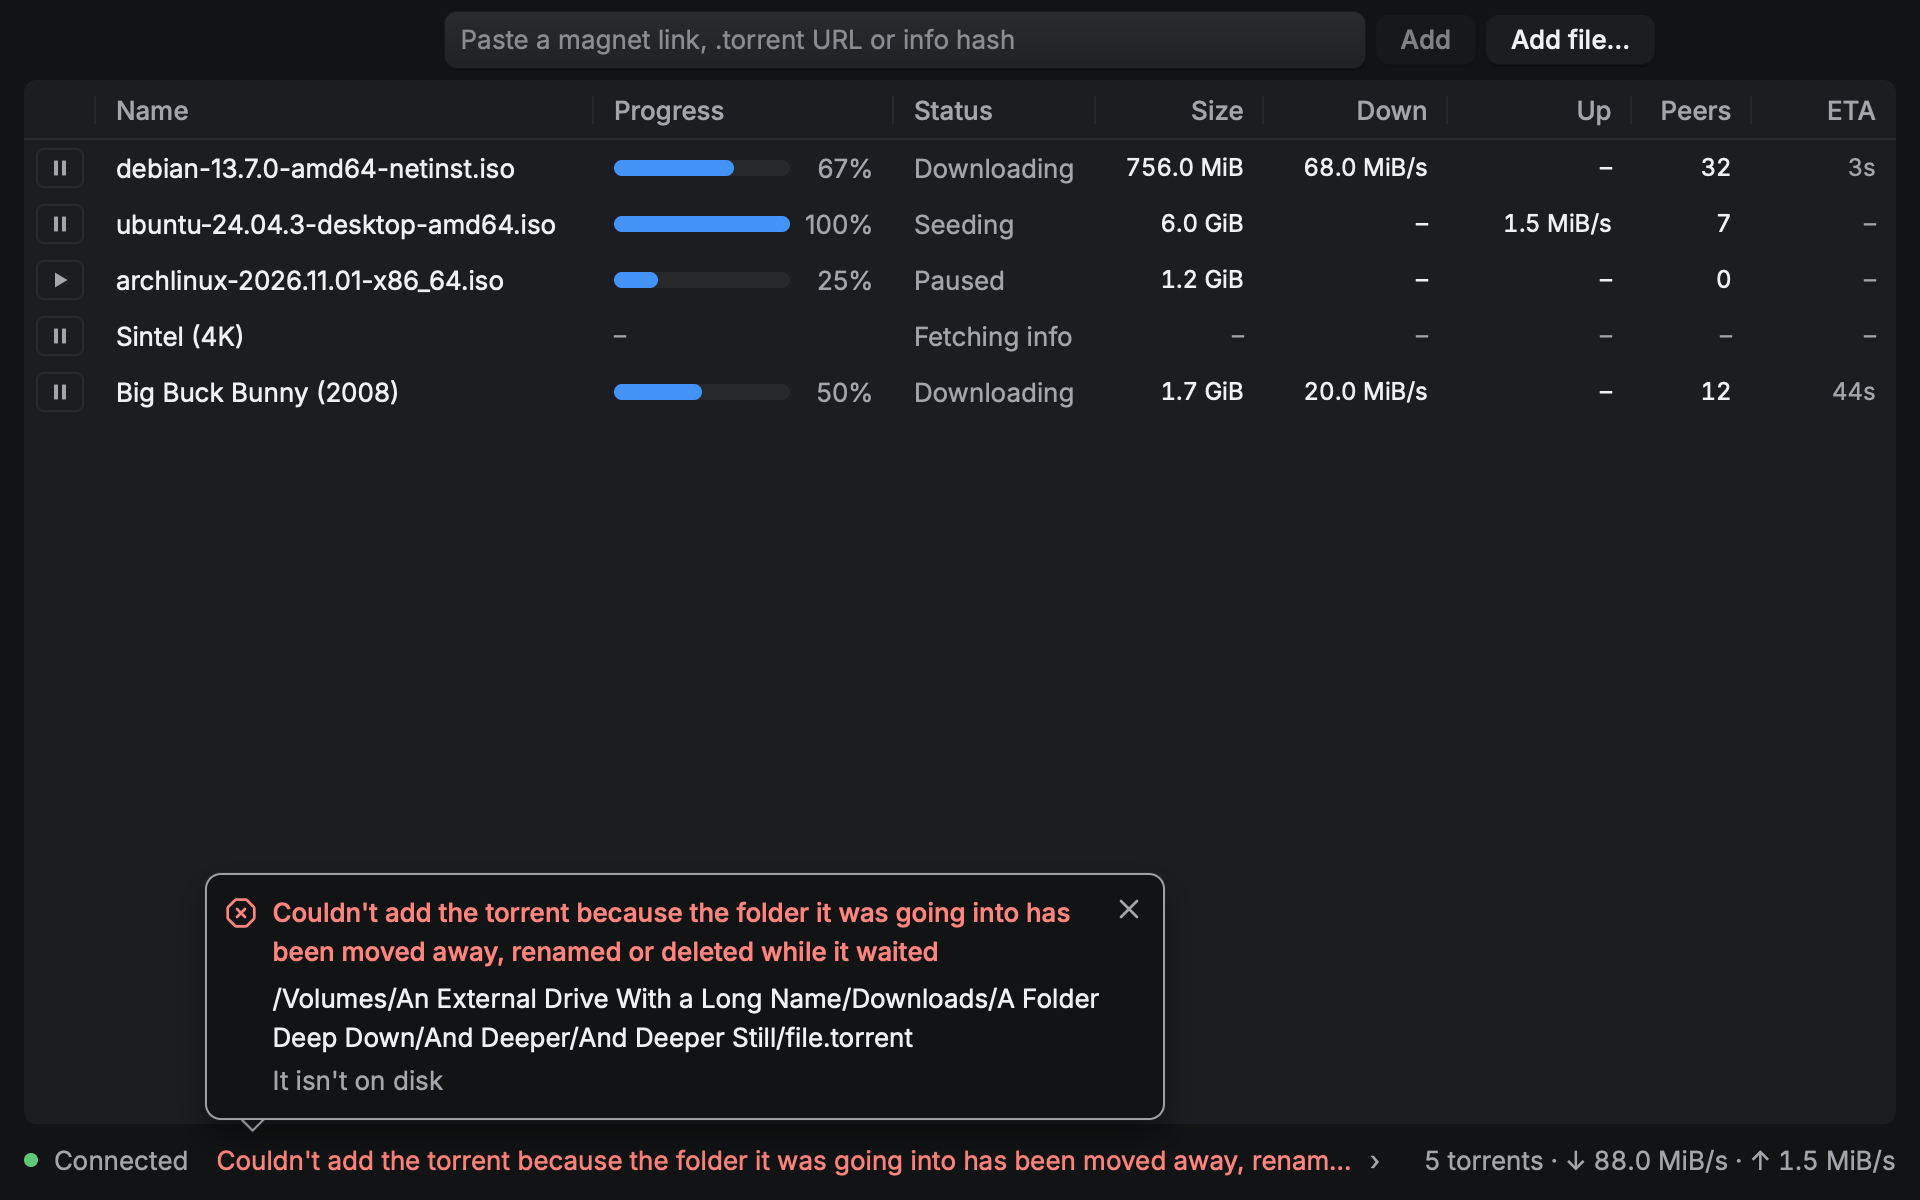 Paste a magnet link, .torrent URL or info hash
Add
Add file...
Name Progress Status Size Down Up Peers ETA
debian-13.7.0-amd64-netinst.iso 67% Downloading 756.0 MiB 68.0 MiB/s – 32 3s
ubuntu-24.04.3-desktop-amd64.iso 100% Seeding 6.0 GiB – 1.5 MiB/s 7 –
archlinux-2026.11.01-x86_64.iso 25% Paused 1.2 GiB – – 0 –
Sintel (4K) – Fetching info – – – – –
Big Buck Bunny (2008) 50% Downloading 1.7 GiB 20.0 MiB/s – 12 44s
Couldn't add the torrent because the folder it was going into has
been moved away, renamed or deleted while it waited
/Volumes/An External Drive With a Long Name/Downloads/A Folder
Deep Down/And Deeper/And Deeper Still/file.torrent
It isn't on disk
Connected Couldn't add the torrent because the folder it was going into has been moved away, renam... › 5 torrents · ↓ 88.0 MiB/s · ↑ 1.5 MiB/s